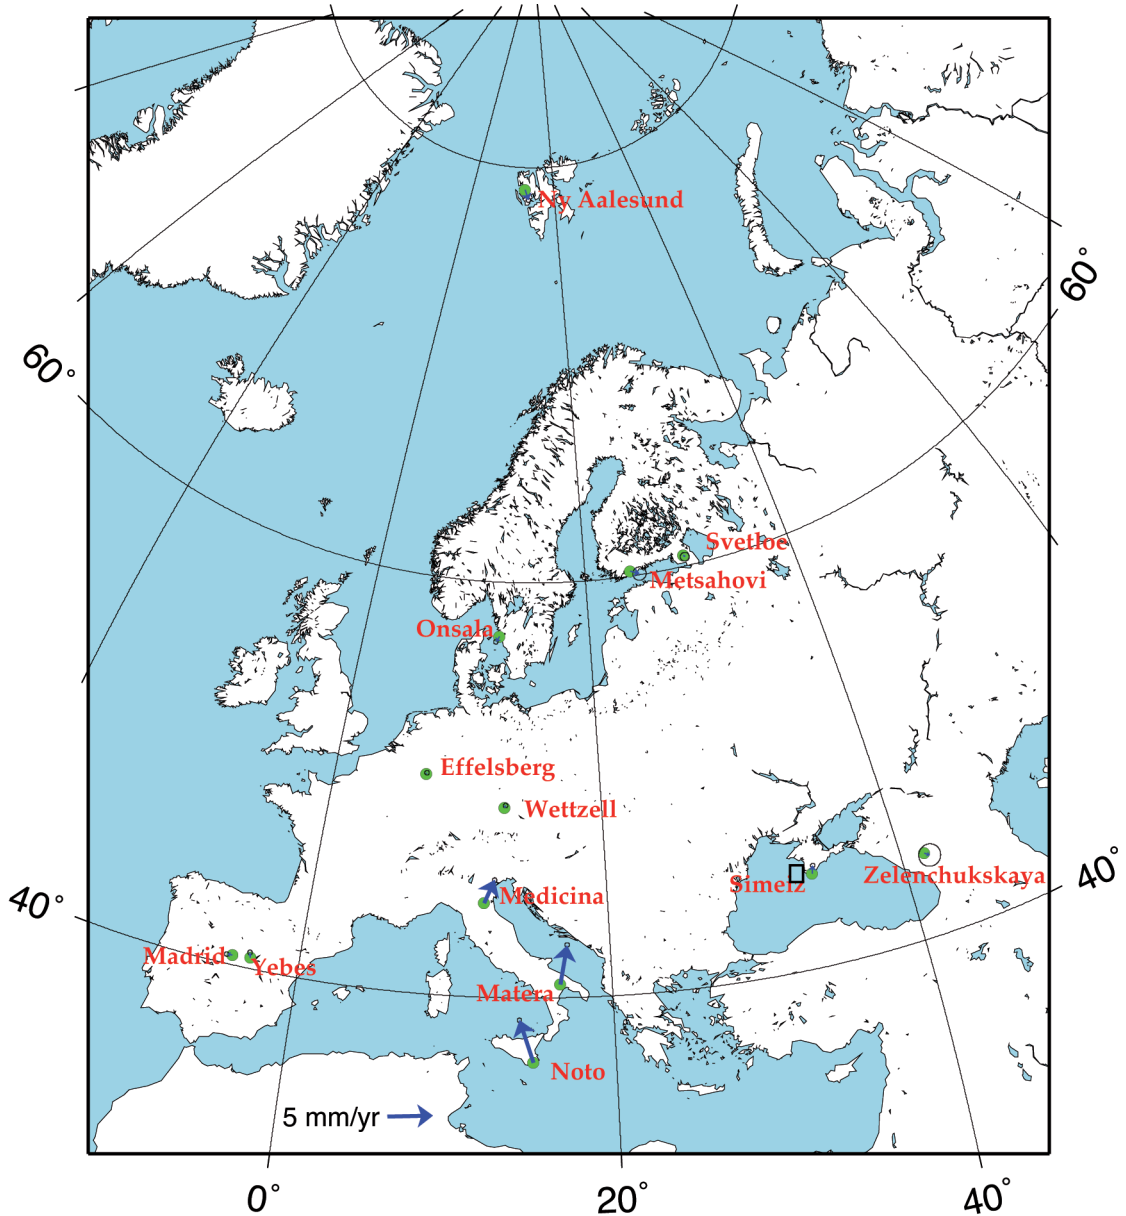 Ny Aalesund
60°
60°
Svetloe
Metsahovi
Onsala
Effelsberg
Wettzell
Simeiz
Zelenchukskaya
40°
Medicina
40°
Madrid
Yebes
Matera
Noto
5 mm/yr
0°
20°
40°